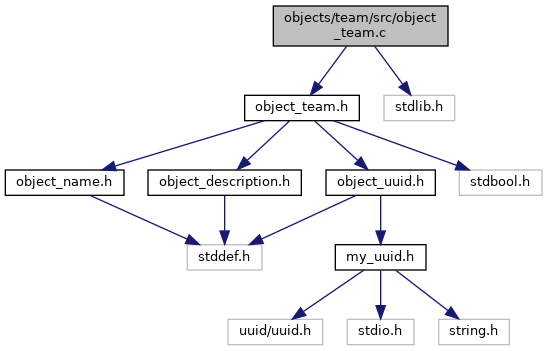 objects/team/src/object
_team.c
object_team.h
stdlib.h
object_name.h
object_description.h
object_uuid.h
stdbool.h
stddef.h
my_uuid.h
uuid/uuid.h
stdio.h
string.h